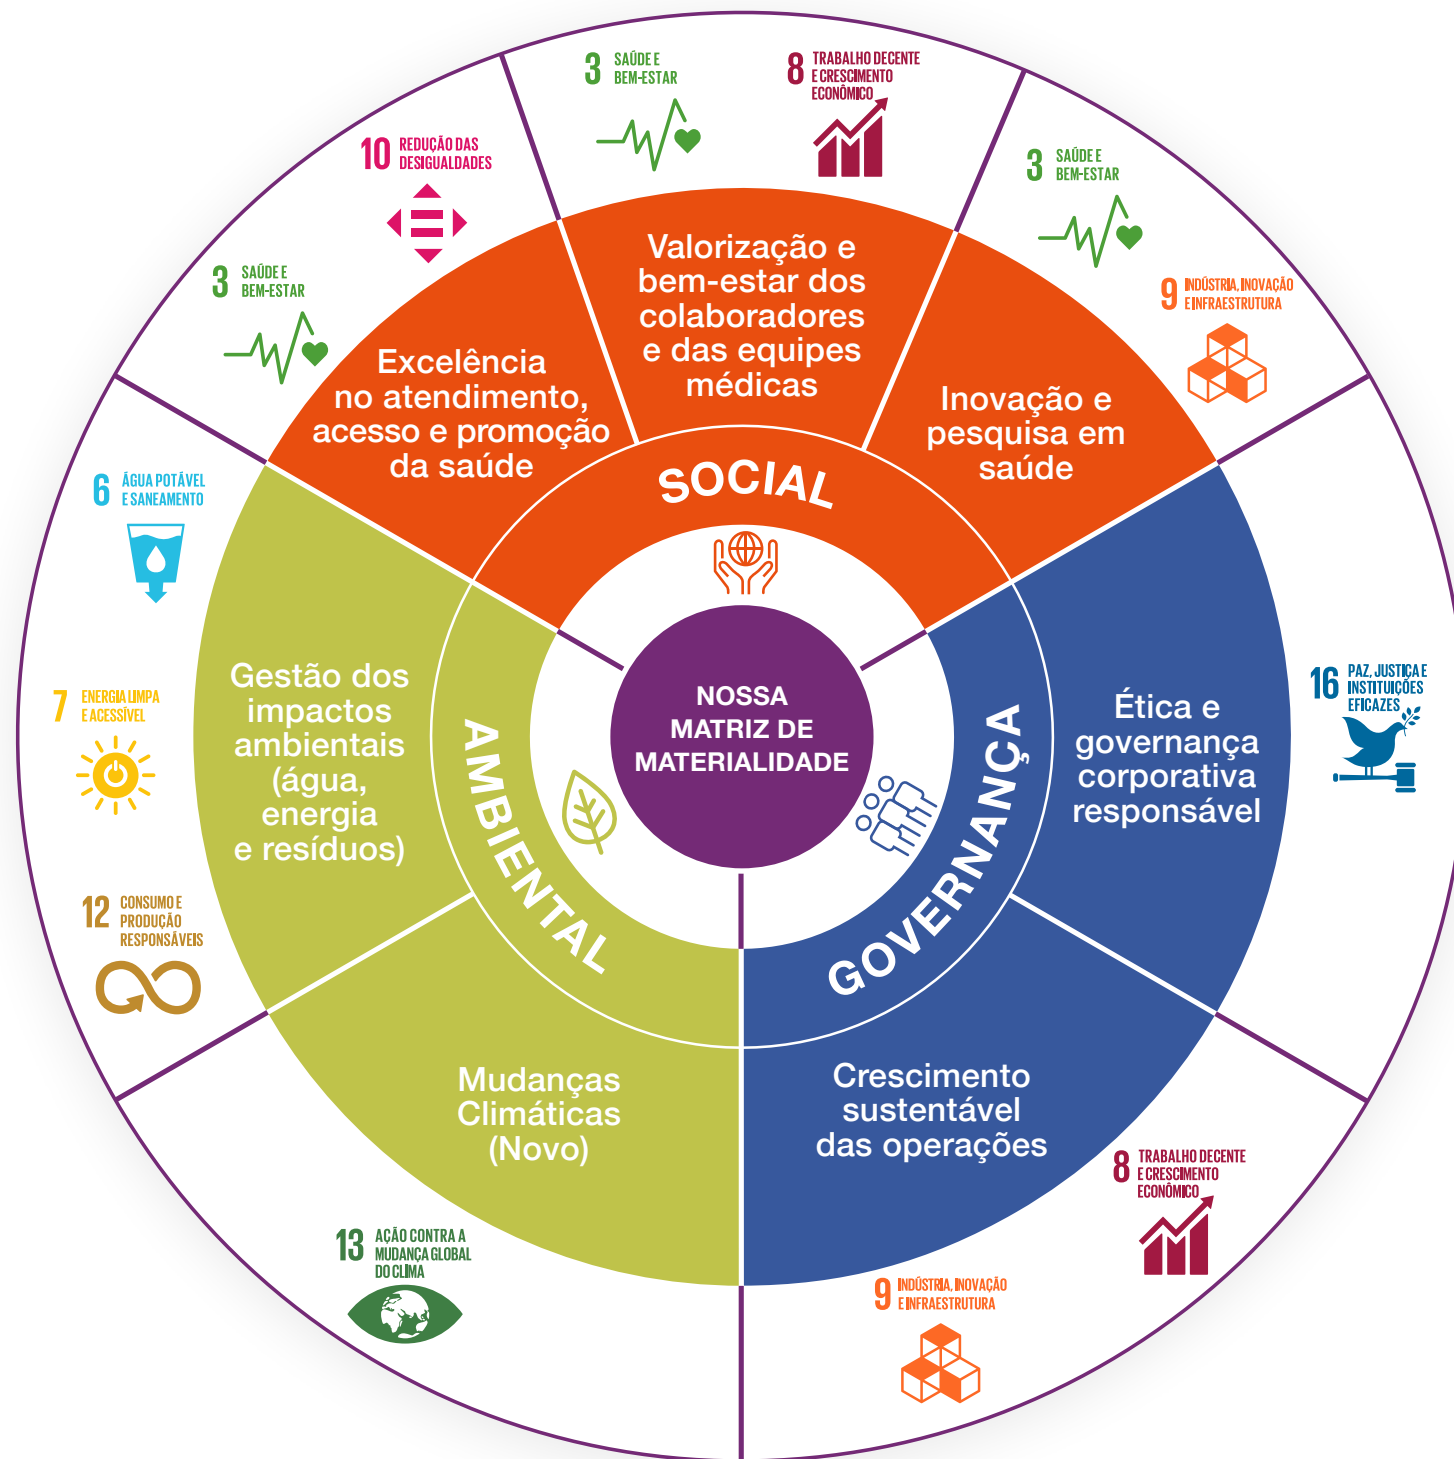 3 SAÚDE E
BEM-ESTAR
8 TRABALHO DECENTE
E CRESCIMENTO
ECONÔMICO
10 REDUÇÃO DAS
DESIGUALDADES
3 SAÚDE E
BEM-ESTAR
3 SAÚDE E
BEM-ESTAR
9 INDÚSTRIA, INOVAÇÃO
E INFRAESTRUTURA
Valorização e
bem-estar dos
colaboradores
e das equipes
médicas
Excelência
no atendimento,
acesso e promoção
da saúde
Inovação e
pesquisa em
saúde
SOCIAL
6 ÁGUA POTÁVEL
E SANEAMENTO
7 ENERGIA LIMPA
E ACESSÍVEL
12 CONSUMO E
PRODUÇÃO
RESPONSÁVEIS
Gestão dos
impactos
ambientais
(água,
energia
e resíduos)
AMBIENTAL
NOSSA
MATRIZ DE
MATERIALIDADE
GOVERNANÇA
Ética e
governança
corporativa
responsável
16 PAZ, JUSTIÇA E
INSTITUIÇÕES
EFICAZES
Mudanças
Climáticas
(Novo)
Crescimento
sustentável
das operações
13 AÇÃO CONTRA A
MUDANÇA GLOBAL
DO CLIMA
8 TRABALHO DECENTE
E CRESCIMENTO
ECONÔMICO
9 INDÚSTRIA, INOVAÇÃO
E INFRAESTRUTURA